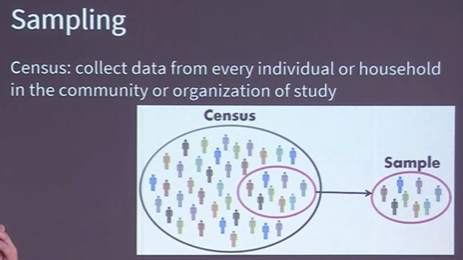 Sampling
Census: collect data from every individual or household
in the community or organization of study
Census
Sample